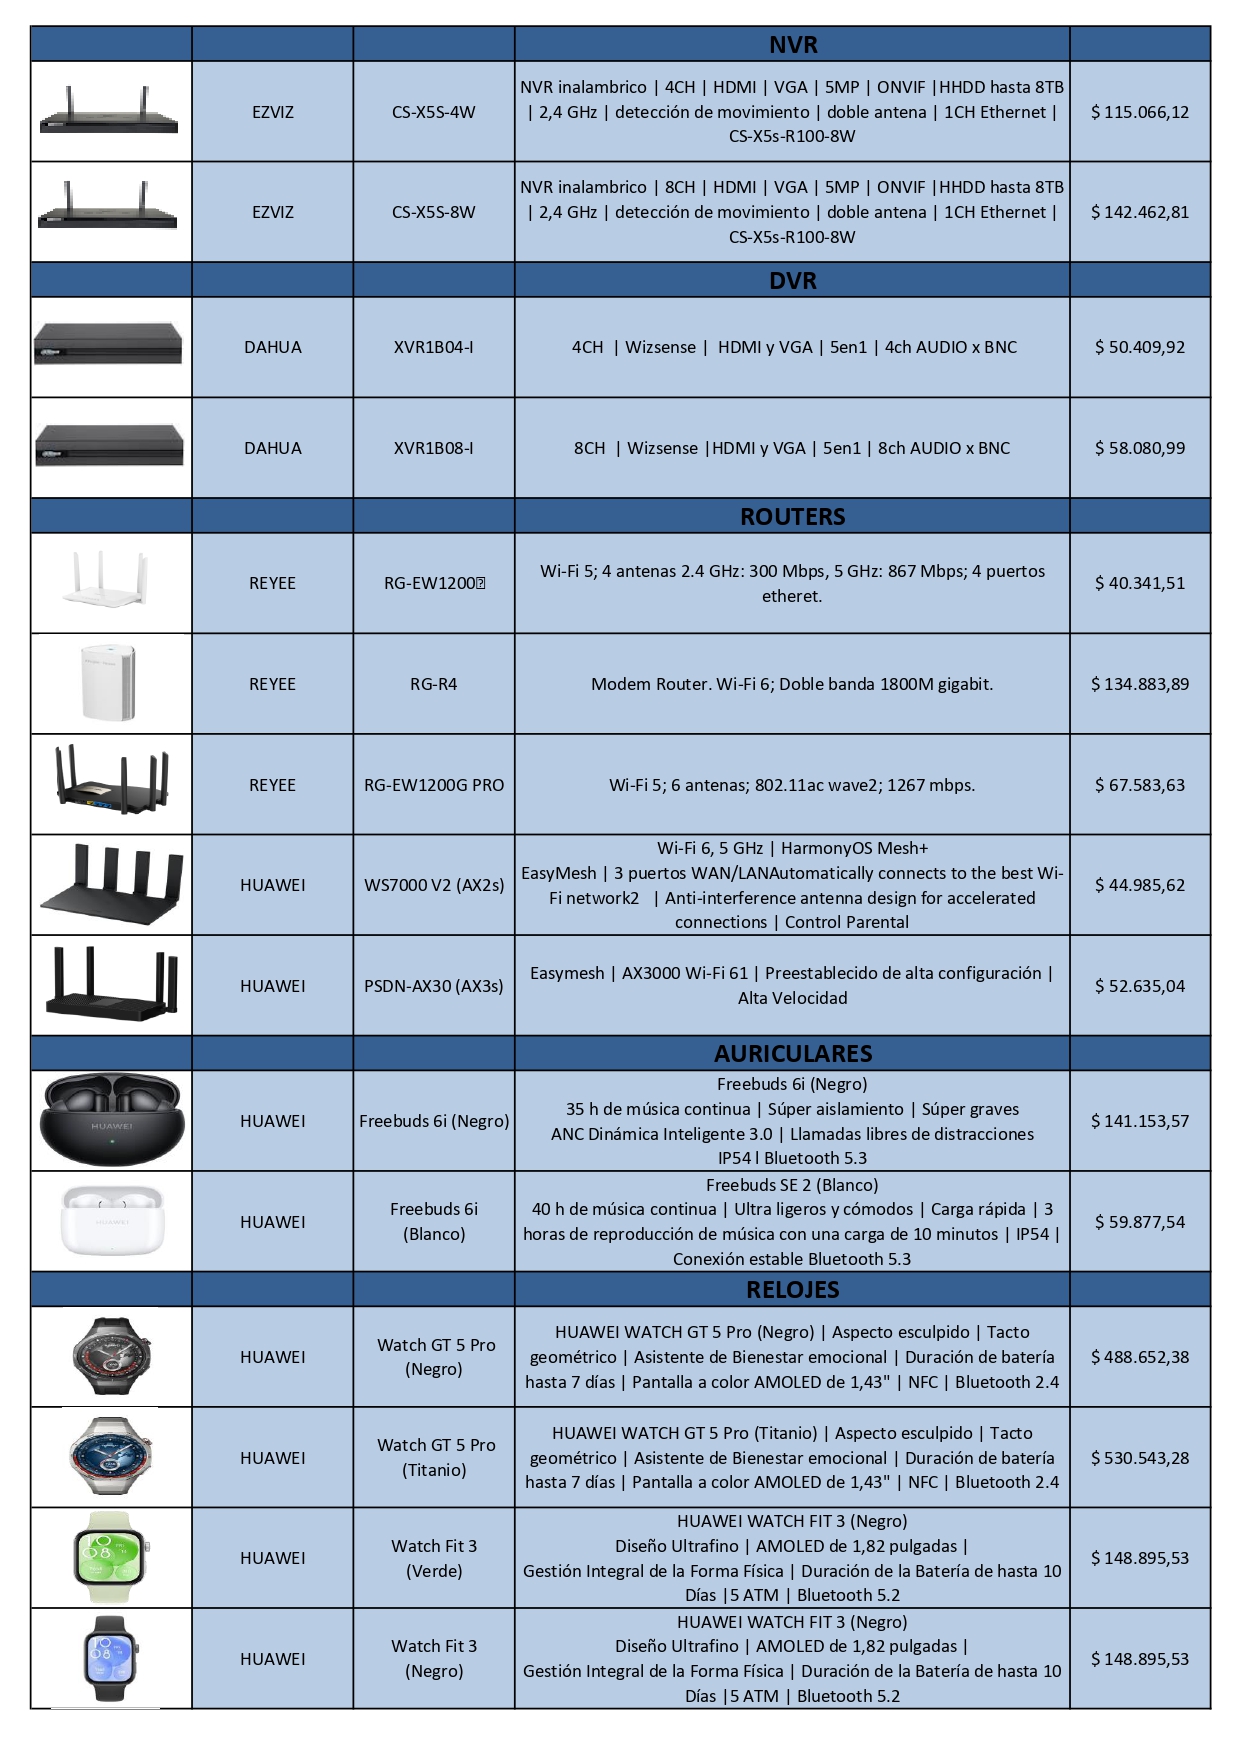 NVR
EZVIZ
CS-X5S-4W
NVR inalambrico | 4CH | HDMI | VGA | 5MP | ONVIF |HHDD hasta 8TB
| 2,4 GHz | detección de movimiento | doble antena | 1CH Ethernet |
CS-X5s-R100-8W
$ 115.066,12
EZVIZ
CS-X5S-8W
NVR inalambrico | 8CH | HDMI | VGA | 5MP | ONVIF |HHDD hasta 8TB
| 2,4 GHz | detección de movimiento | doble antena | 1CH Ethernet |
CS-X5s-R100-8W
$ 142.462,81
DVR
DAHUA
XVR1B04-I
4CH | Wizsense | HDMI y VGA | 5en1 | 4ch AUDIO x BNC
$ 50.409,92
DAHUA
XVR1B08-I
8CH | Wizsense |HDMI y VGA | 5en1 | 8ch AUDIO x BNC
$ 58.080,99
ROUTERS
REYEE
RG-EW1200
Wi-Fi 5; 4 antenas 2.4 GHz: 300 Mbps, 5 GHz: 867 Mbps; 4 puertos
etheret.
$ 40.341,51
REYEE
RG-R4
Modem Router. Wi-Fi 6; Doble banda 1800M gigabit.
$ 134.883,89
REYEE
RG-EW1200G PRO
Wi-Fi 5; 6 antenas; 802.11ac wave2; 1267 mbps.
$ 67.583,63
HUAWEI
WS7000 V2 (AX2s)
Wi-Fi 6, 5 GHz | HarmonyOS Mesh+
EasyMesh | 3 puertos WAN/LANAutomatically connects to the best Wi-
Fi network2 | Anti-interference antenna design for accelerated
connections | Control Parental
$ 44.985,62
HUAWEI
PSDN-AX30 (AX3s)
Easymesh | AX3000 Wi-Fi 61 | Preestablecido de alta configuración |
Alta Velocidad
$ 52.635,04
AURICULARES
HUAWEI
HUAWEI
Freebuds 6i (Negro)
Freebuds 6i (Negro)
35 h de música continua | Súper aislamiento | Súper graves
ANC Dinámica Inteligente 3.0 | Llamadas libres de distracciones
IP54 l Bluetooth 5.3
$ 141.153,57
HUAWEI
HUAWEI
Freebuds 6i
(Blanco)
Freebuds SE 2 (Blanco)
40 h de música continua | Ultra ligeros y cómodos | Carga rápida | 3
horas de reproducción de música con una carga de 10 minutos | IP54 |
Conexión estable Bluetooth 5.3
$ 59.877,54
RELOJES
HUAWEI
Watch GT 5 Pro
(Negro)
HUAWEI WATCH GT 5 Pro (Negro) | Aspecto esculpido | Tacto
geométrico | Asistente de Bienestar emocional | Duración de batería
hasta 7 días | Pantalla a color AMOLED de 1,43" | NFC | Bluetooth 2.4
$ 488.652,38
HUAWEI
Watch GT 5 Pro
(Titanio)
HUAWEI WATCH GT 5 Pro (Titanio) | Aspecto esculpido | Tacto
geométrico | Asistente de Bienestar emocional | Duración de batería
hasta 7 días | Pantalla a color AMOLED de 1,43" | NFC | Bluetooth 2.4
$ 530.543,28
10
08
HUAWEI
Watch Fit 3
(Verde)
HUAWEI WATCH FIT 3 (Negro)
Diseño Ultrafino | AMOLED de 1,82 pulgadas |
Gestión Integral de la Forma Física | Duración de la Batería de hasta 10
Días |5 ATM | Bluetooth 5.2
$ 148.895,53
10
08
HUAWEI
Watch Fit 3
(Negro)
HUAWEI WATCH FIT 3 (Negro)
Diseño Ultrafino | AMOLED de 1,82 pulgadas |
Gestión Integral de la Forma Física | Duración de la Batería de hasta 10
Días |5 ATM | Bluetooth 5.2
$ 148.895,53